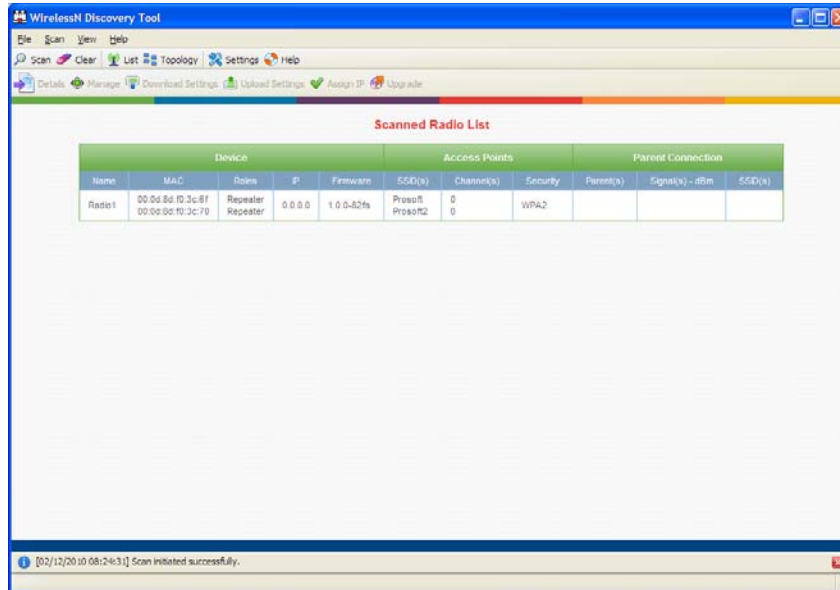 WirelessN Discovery Tool
File Scan View Help
Scan Clear List Topology Settings Help
Details Manage Download Settings Upload Settings Assign IP Upgrade
Scanned Radio List
Device Access Points Parent Connection
Name MAC Roles IP Firmware SSID(s) Channel(s) Security Parent(s) Signal(s) - dBm SSID(s)
Radio1 00:0d:8d:f0:3c:6f Repeater 0.0.0.0 1.0.0-82fs Prosoft 0 WPA2
00:0d:8d:f0:3c:70 Repeater Prosoft2 0
[02/12/2010 08:24:31] Scan initiated successfully.